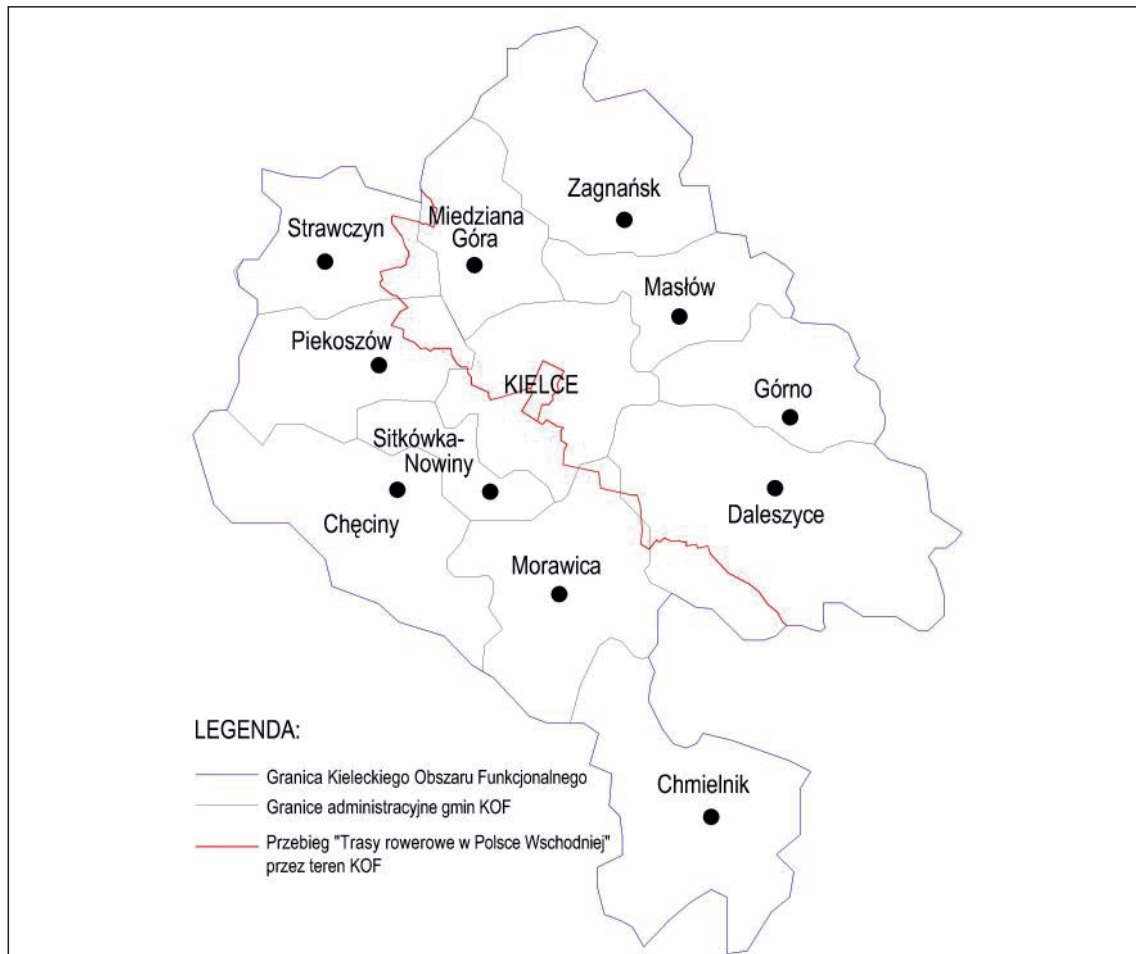 Zagnańsk
Miedziana
Góra
Strawczyn
Masłów
Piekoszów
KIELCE
Górno
Sitkówka-
Nowiny
Daleszyce
Chęciny
Morawica
Chmielnik
LEGENDA:
Granica Kieleckiego Obszaru Funkcjonalnego
Granice administracyjne gmin KOF
Przebieg "Trasy rowerowe w Polsce Wschodniej"
przez teren KOF